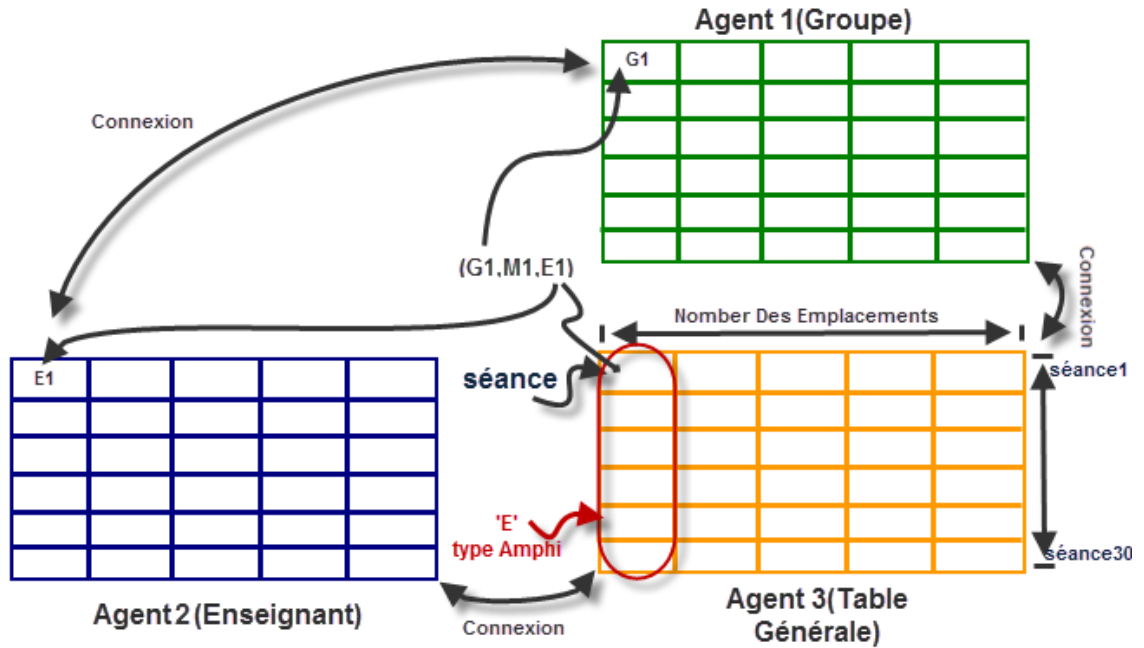 Agent 1(Groupe)
G1
Connexion
(G1,M1,E1)
Connexion
Nomber Des Emplacements
E1
séance
séance1
'E'
type Amphi
séance30
Agent 2 (Enseignant)
Connexion
Agent 3(Table
Générale)